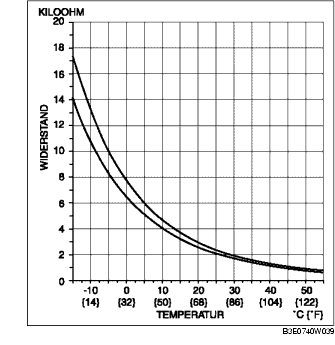 KILOOHM
20
18
16
14
12
10
8
6
4
2
0
WIDERSTAND
-10 0 10 20 30 40 50
{14} {32} {50} {68} {86} {104} {122}
TEMPERATUR °C {°F}
B3E0740W039